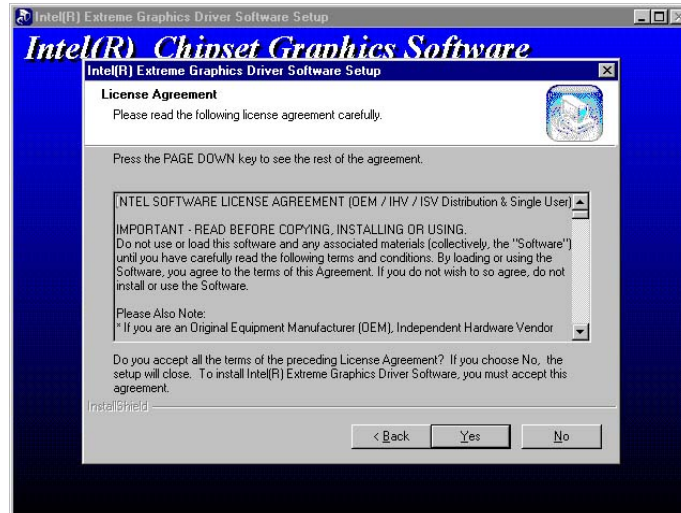 Intel(R) Extreme Graphics Driver Software Setup
Intel(R) Chipset Graphics Software
Intel(R) Extreme Graphics Driver Software Setup
License Agreement
Please read the following license agreement carefully.
Press the PAGE DOWN key to see the rest of the agreement.
INTEL SOFTWARE LICENSE AGREEMENT (OEM / IHV / ISV Distribution & Single User)
IMPORTANT - READ BEFORE COPYING, INSTALLING OR USING.
Do not use or load this software and any associated materials (collectively, the "Software")
until you have carefully read the following terms and conditions. By loading or using the
Software, you agree to the terms of this Agreement. If you do not wish to so agree, do not
install or use the Software.
Please Also Note:
* If you are an Original Equipment Manufacturer (OEM), Independent Hardware Vendor
Do you accept all the terms of the preceding License Agreement? If you choose No, the
setup will close. To install Intel(R) Extreme Graphics Driver Software, you must accept this
agreement.
InstallShield
< Back Yes No